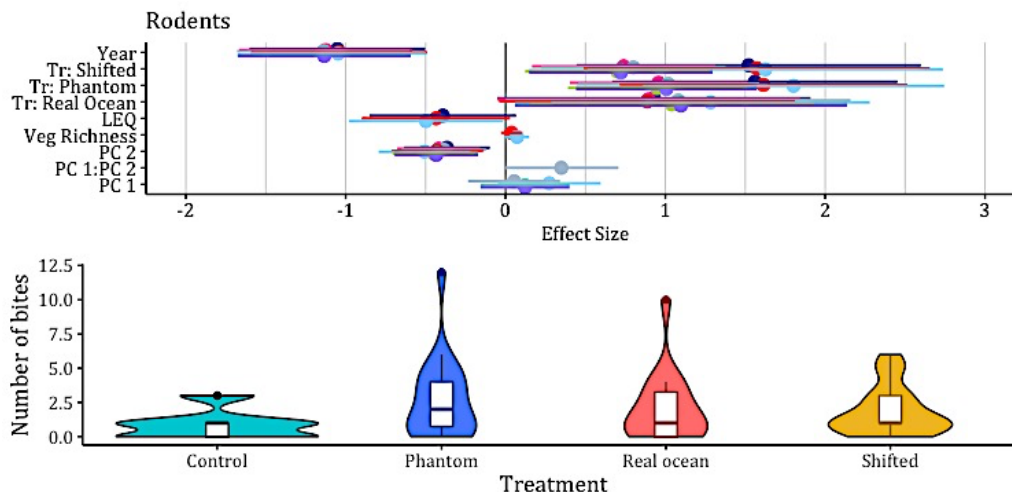 Rodents
Year
Tr: Shifted
Tr: Phantom
Tr: Real Ocean
LEQ
Veg Richness
PC 2
PC 1:PC 2
PC 1
-2 -1 0 1 2 3
Effect Size
Number of bites
12.5
10.0
7.5
5.0
2.5
0.0
Control Phantom Real ocean Shifted
Treatment